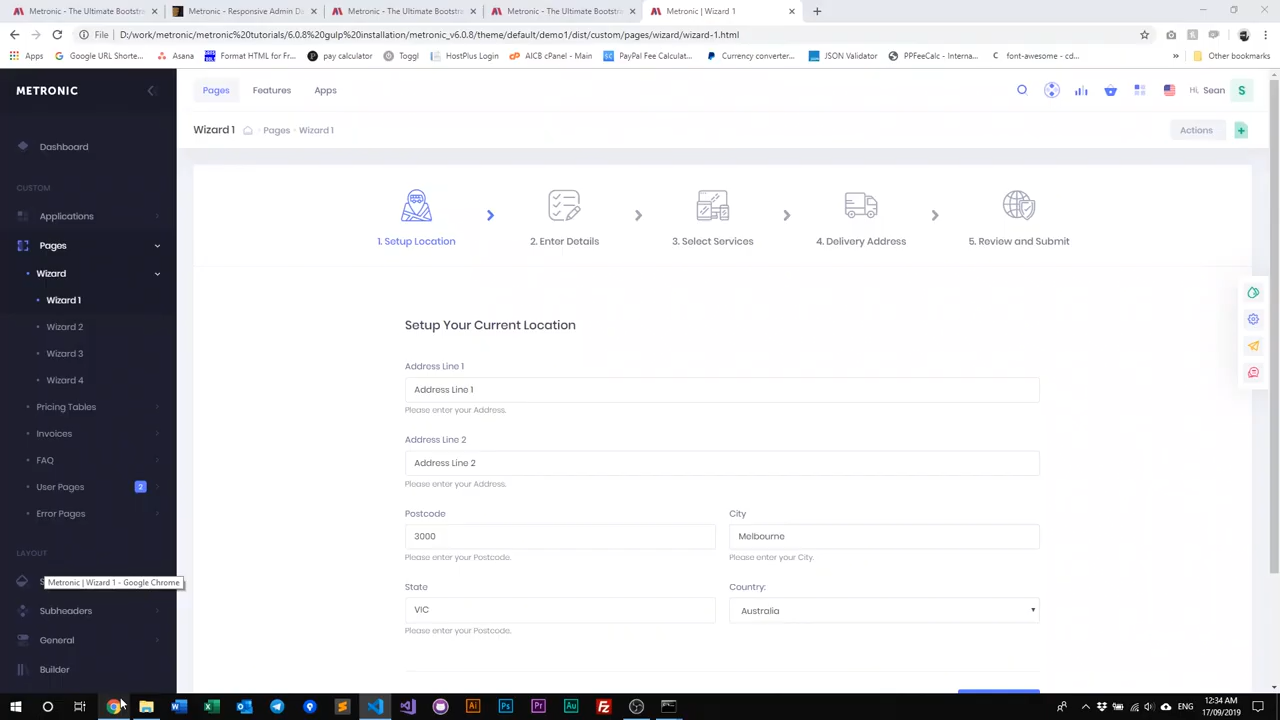 Metronic - The Ultimate Bootstr
Metronic - Responsive Admin Da
Metronic - The Ultimate Bootstr
Metronic - The Ultimate Bootstr
Metronic | Wizard 1
File
D:/work/metronic/metronic%20tutorials/6.0.8%20gulp%20installation/metronic_v6.0.8/theme/default/demo1/dist/custom/pages/wizard/wizard-1.html
Apps
Google URL Shorte...
Asana
Format HTML for Fr...
pay calculator
Toggl
HostPlus Login
AIC8 cPanel - Main
PayPal Fee Calculat...
Currency converter...
JSON Validator
PPFeeCalc - Interna...
font-awesome - cd...
»
Other bookmarks
METRONIC
Pages
Features
Apps
Hi, Sean
S
Wizard 1
Pages
Wizard 1
Actions
Dashboard
CUSTOM
Applications
Pages
Wizard
Wizard 1
Wizard 2
Wizard 3
Wizard 4
Pricing Tables
Invoices
FAQ
User Pages
2
Error Pages
LAYOUT
Metronic | Wizard 1 - Google Chrome
Subheaders
General
Builder
1. Setup Location
2. Enter Details
3. Select Services
4. Delivery Address
5. Review and Submit
Setup Your Current Location
Address Line 1
Address Line 1
Please enter your Address.
Address Line 2
Address Line 2
Please enter your Address.
Postcode
City
3000
Melbourne
Please enter your Postcode.
Please enter your City.
State
Country:
VIC
Australia
Please enter your Postcode.
ENG
12:34 AM
17/09/2019